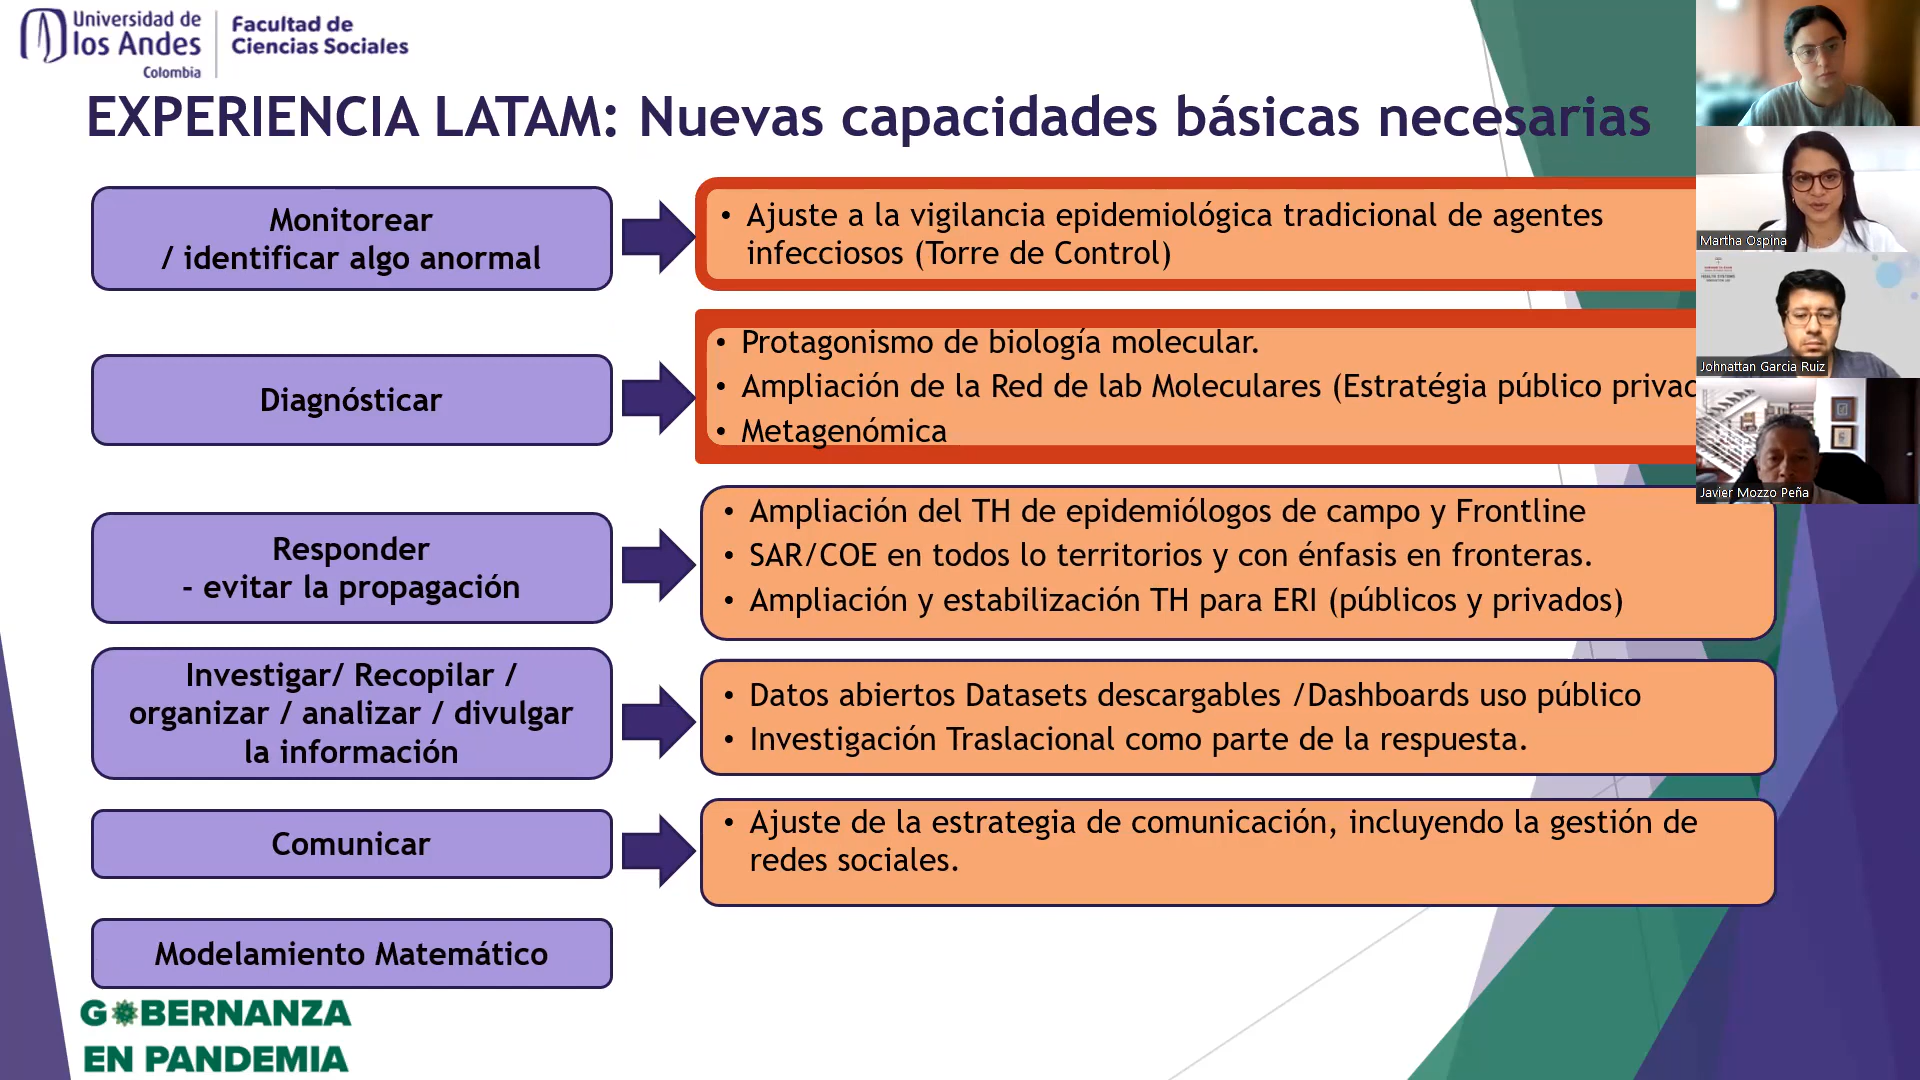 Universidad de
los Andes
Colombia
Facultad de
Ciencias Sociales
EXPERIENCIA LATAM: Nuevas capacidades básicas necesarias
Monitorear
/ identificar algo anormal
• Ajuste a la vigilancia epidemiológica tradicional de agentes
infecciosos (Torre de Control)
Diagnósticar
• Protagonismo de biología molecular.
• Ampliación de la Red de lab Moleculares (Estratégia público privad
• Metagenómica
Responder
- evitar la propagación
• Ampliación del TH de epidemiólogos de campo y Frontline
• SAR/COE en todos lo territorios y con énfasis en fronteras.
• Ampliación y estabilización TH para ERI (públicos y privados)
Investigar/ Recopilar /
organizar / analizar / divulgar
la información
• Datos abiertos Datasets descargables /Dashboards uso público
• Investigación Traslacional como parte de la respuesta.
Comunicar
• Ajuste de la estrategia de comunicación, incluyendo la gestión de
redes sociales.
Modelamiento Matemático
GOBERNANZA
EN PANDEMIA
Martha Ospina
Johnattan Garcia Ruiz
Javier Mozzo Peña